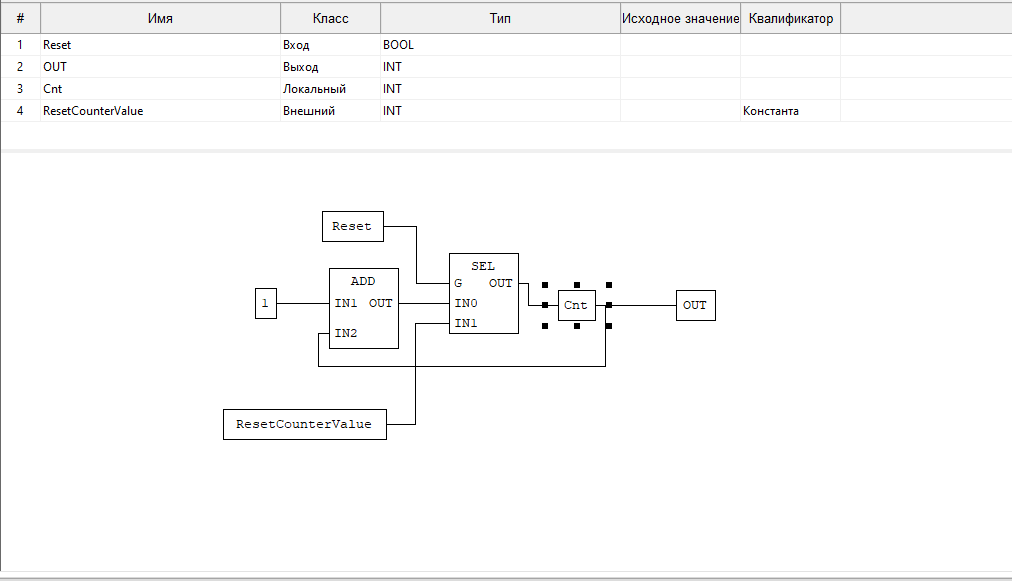 # Имя Класс Тип Исходное значение Квалификатор
1 Reset Вход BOOL
2 OUT Выход INT
3 Cnt Локальный INT
4 ResetCounterValue Внешний INT Константа
Reset
SEL
ADD
G OUT
1
IN1 OUT
IN0
Cnt
OUT
IN1
IN2
ResetCounterValue